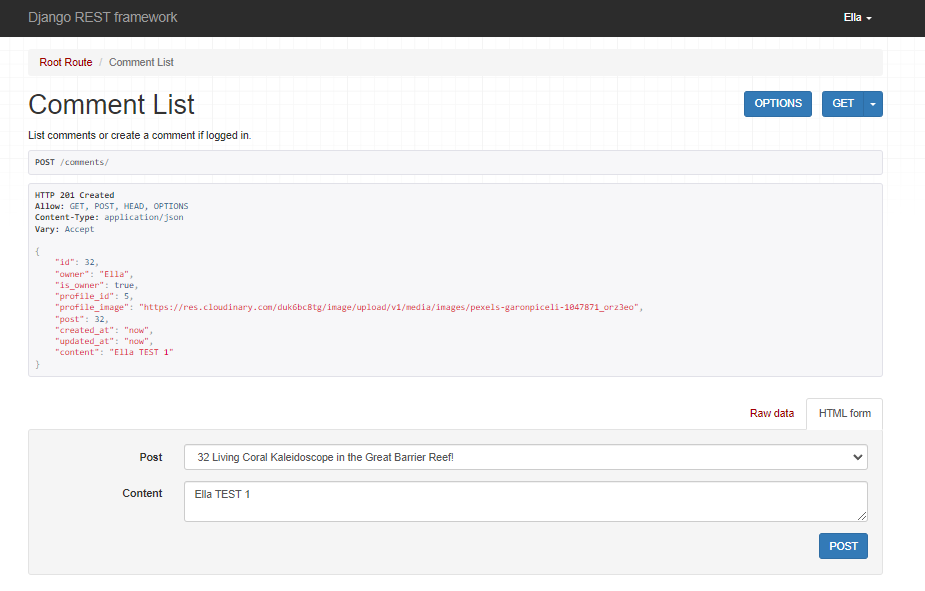 Django REST framework
Ella
Root Route / Comment List
Comment List
OPTIONS
GET
List comments or create a comment if logged in.
POST /comments/
HTTP 201 Created
Allow: GET, POST, HEAD, OPTIONS
Content-Type: application/json
Vary: Accept
{
    "id": 32,
    "owner": "Ella",
    "is_owner": true,
    "profile_id": 5,
    "profile_image": "https://res.cloudinary.com/duk6bc8tg/image/upload/v1/media/images/pexels-garonpiceli-1047871_orz3eo",
    "post": 32,
    "created_at": "now",
    "updated_at": "now",
    "content": "Ella TEST 1"
}
Raw data
HTML form
Post
32 Living Coral Kaleidoscope in the Great Barrier Reef!
Content
Ella TEST 1
POST